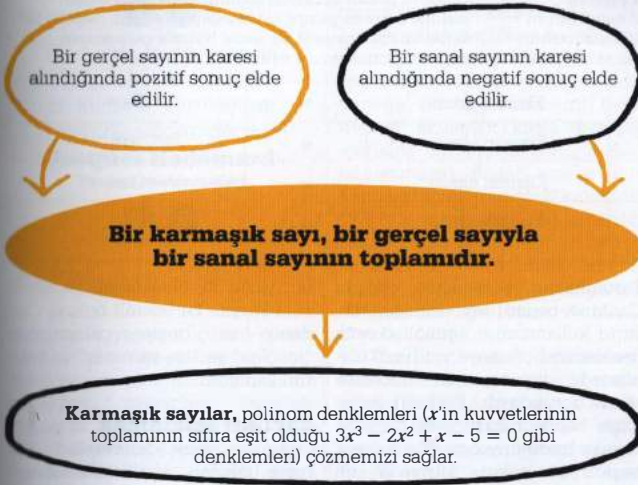 Bir gerçel sayının karesi
alındığında pozitif sonuç elde
edilir.
Bir sanal sayının karesi
alındığında negatif sonuç elde
edilir.
Bir karmaşık sayı, bir gerçel sayıyla
bir sanal sayının toplamıdır.
Karmaşık sayılar, polinom denklemleri (x'in kuvvetlerinin
toplamının sıfıra eşit olduğu 3x³ − 2x² + x − 5 = 0 gibi
denklemleri) çözmemizi sağlar.